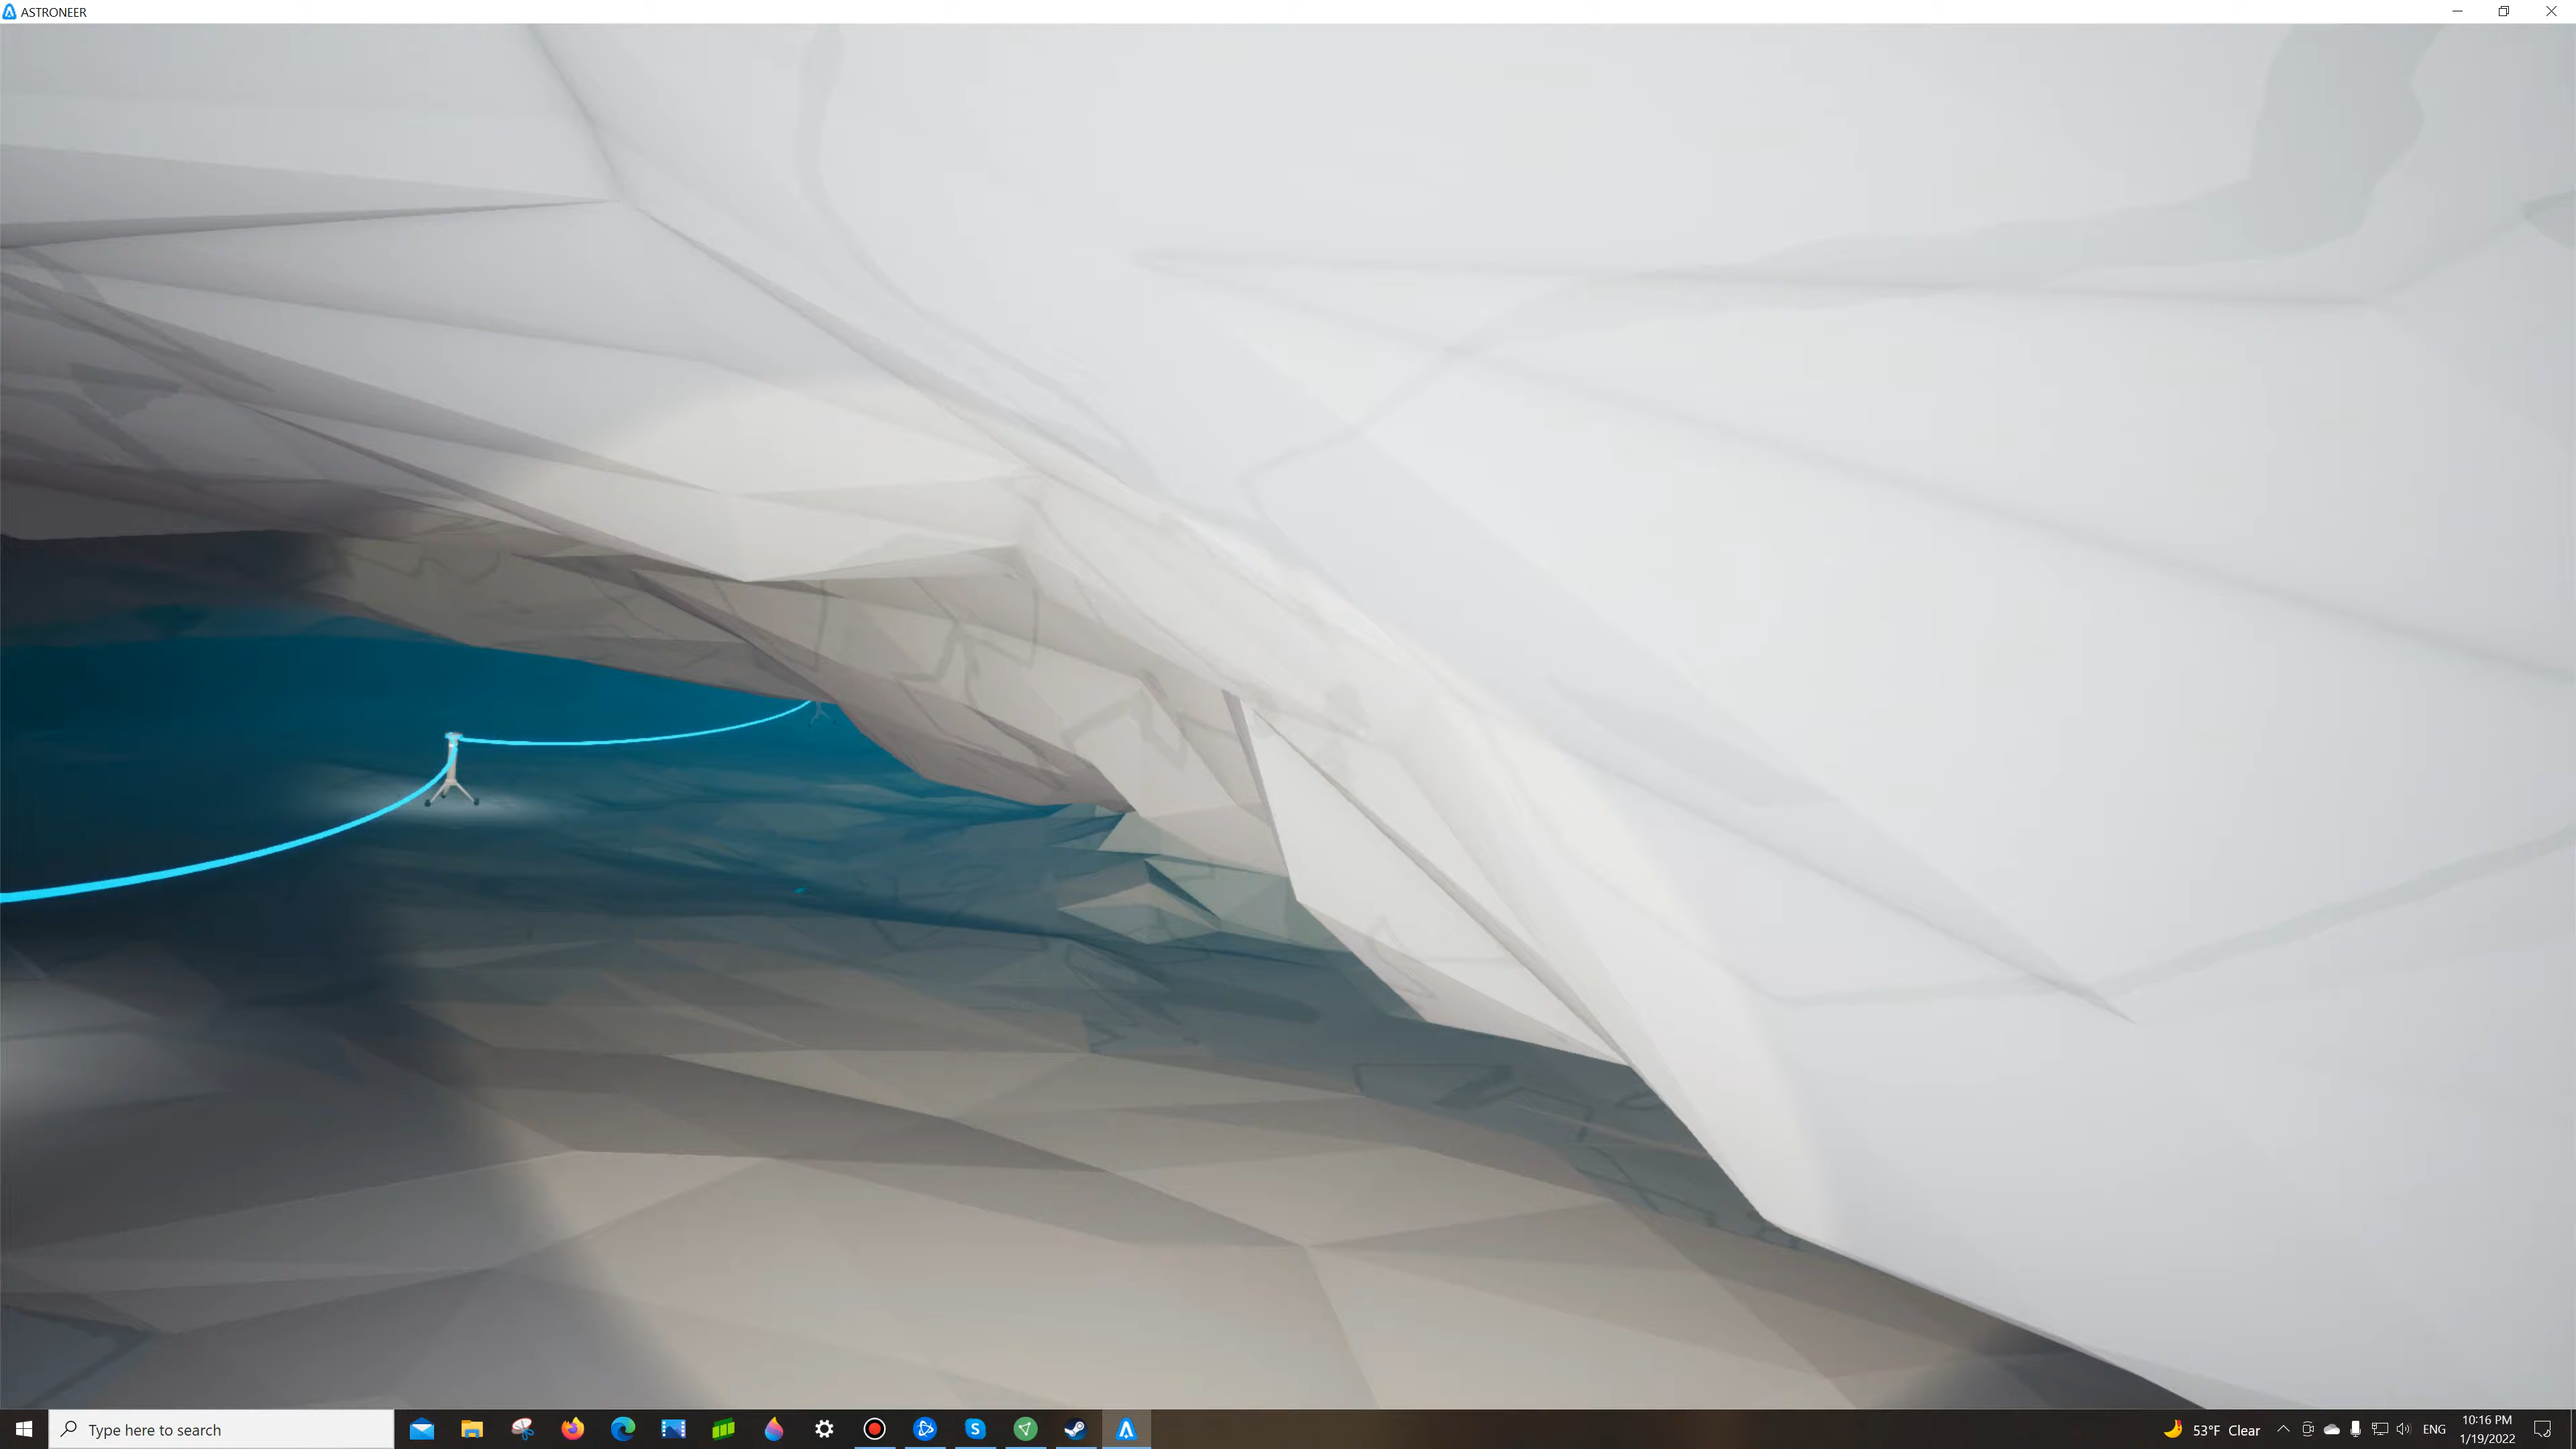 ASTRONEER
Type here to search
53°F Clear
ENG
10:16 PM
1/19/2022